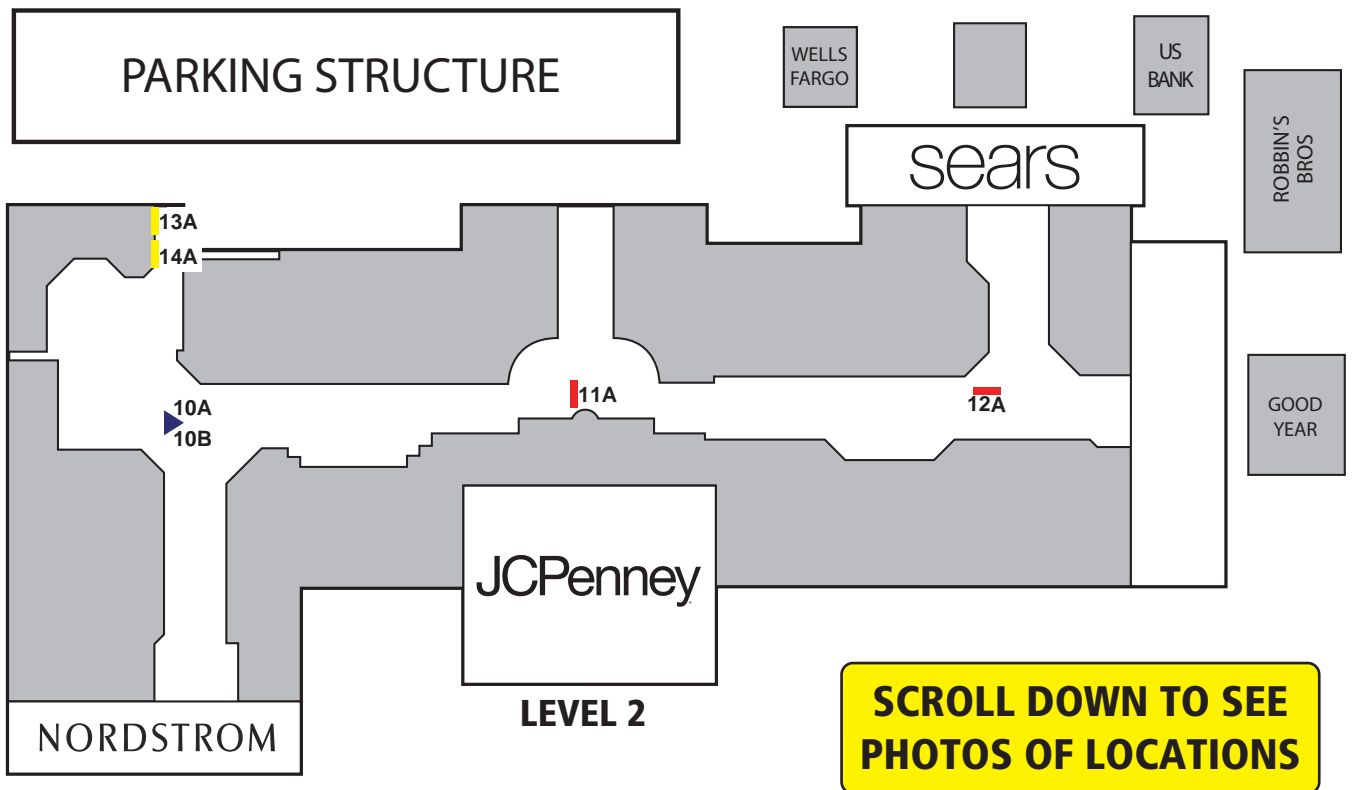 PARKING STRUCTURE
WELLS
FARGO
US
BANK
ROBBIN'S
BROS
sears
13A
14A
10A
10B
11A
12A
GOOD
YEAR
JCPenney
LEVEL 2
NORDSTROM
SCROLL DOWN TO SEE
PHOTOS OF LOCATIONS